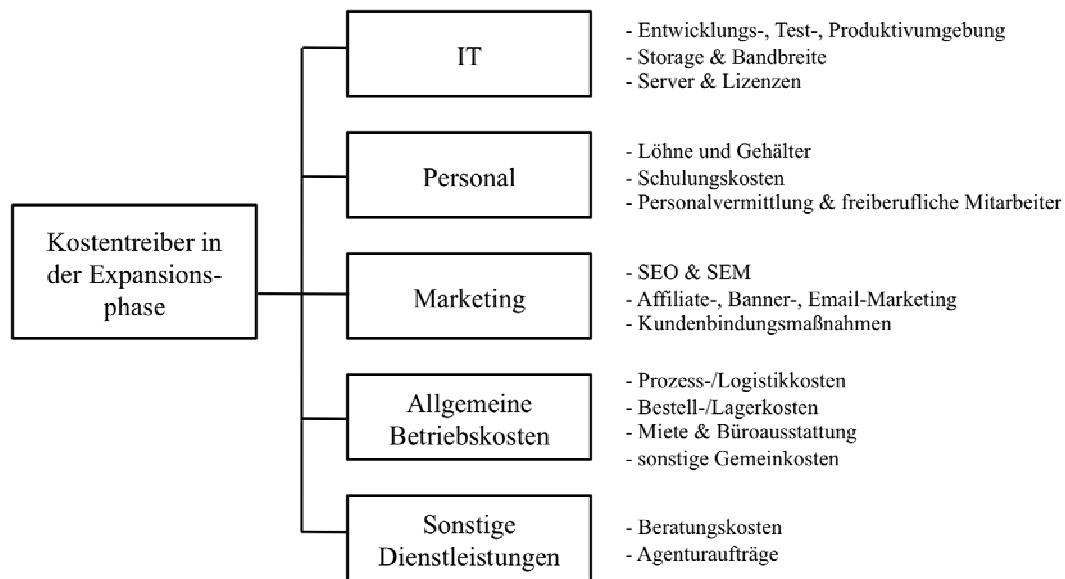 Kostentreiber in
der Expansions-
phase
IT
- Entwicklungs-, Test-, Produktivumgebung
- Storage & Bandbreite
- Server & Lizenzen
Personal
- Löhne und Gehälter
- Schulungskosten
- Personalvermittlung & freiberufliche Mitarbeiter
Marketing
- SEO & SEM
- Affiliate-, Banner-, Email-Marketing
- Kundenbindungsmaßnahmen
Allgemeine
Betriebskosten
- Prozess-/Logistikkosten
- Bestell-/Lagerkosten
- Miete & Büroausstattung
- sonstige Gemeinkosten
Sonstige
Dienstleistungen
- Beratungskosten
- Agenturaufträge